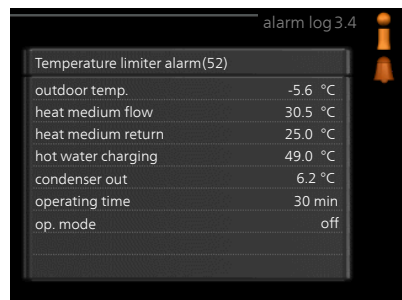 alarm log 3.4
Temperature limiter alarm(52)
outdoor temp. -5.6 °C
heat medium flow 30.5 °C
heat medium return 25.0 °C
hot water charging 49.0 °C
condenser out 6.2 °C
operating time 30 min
op. mode off